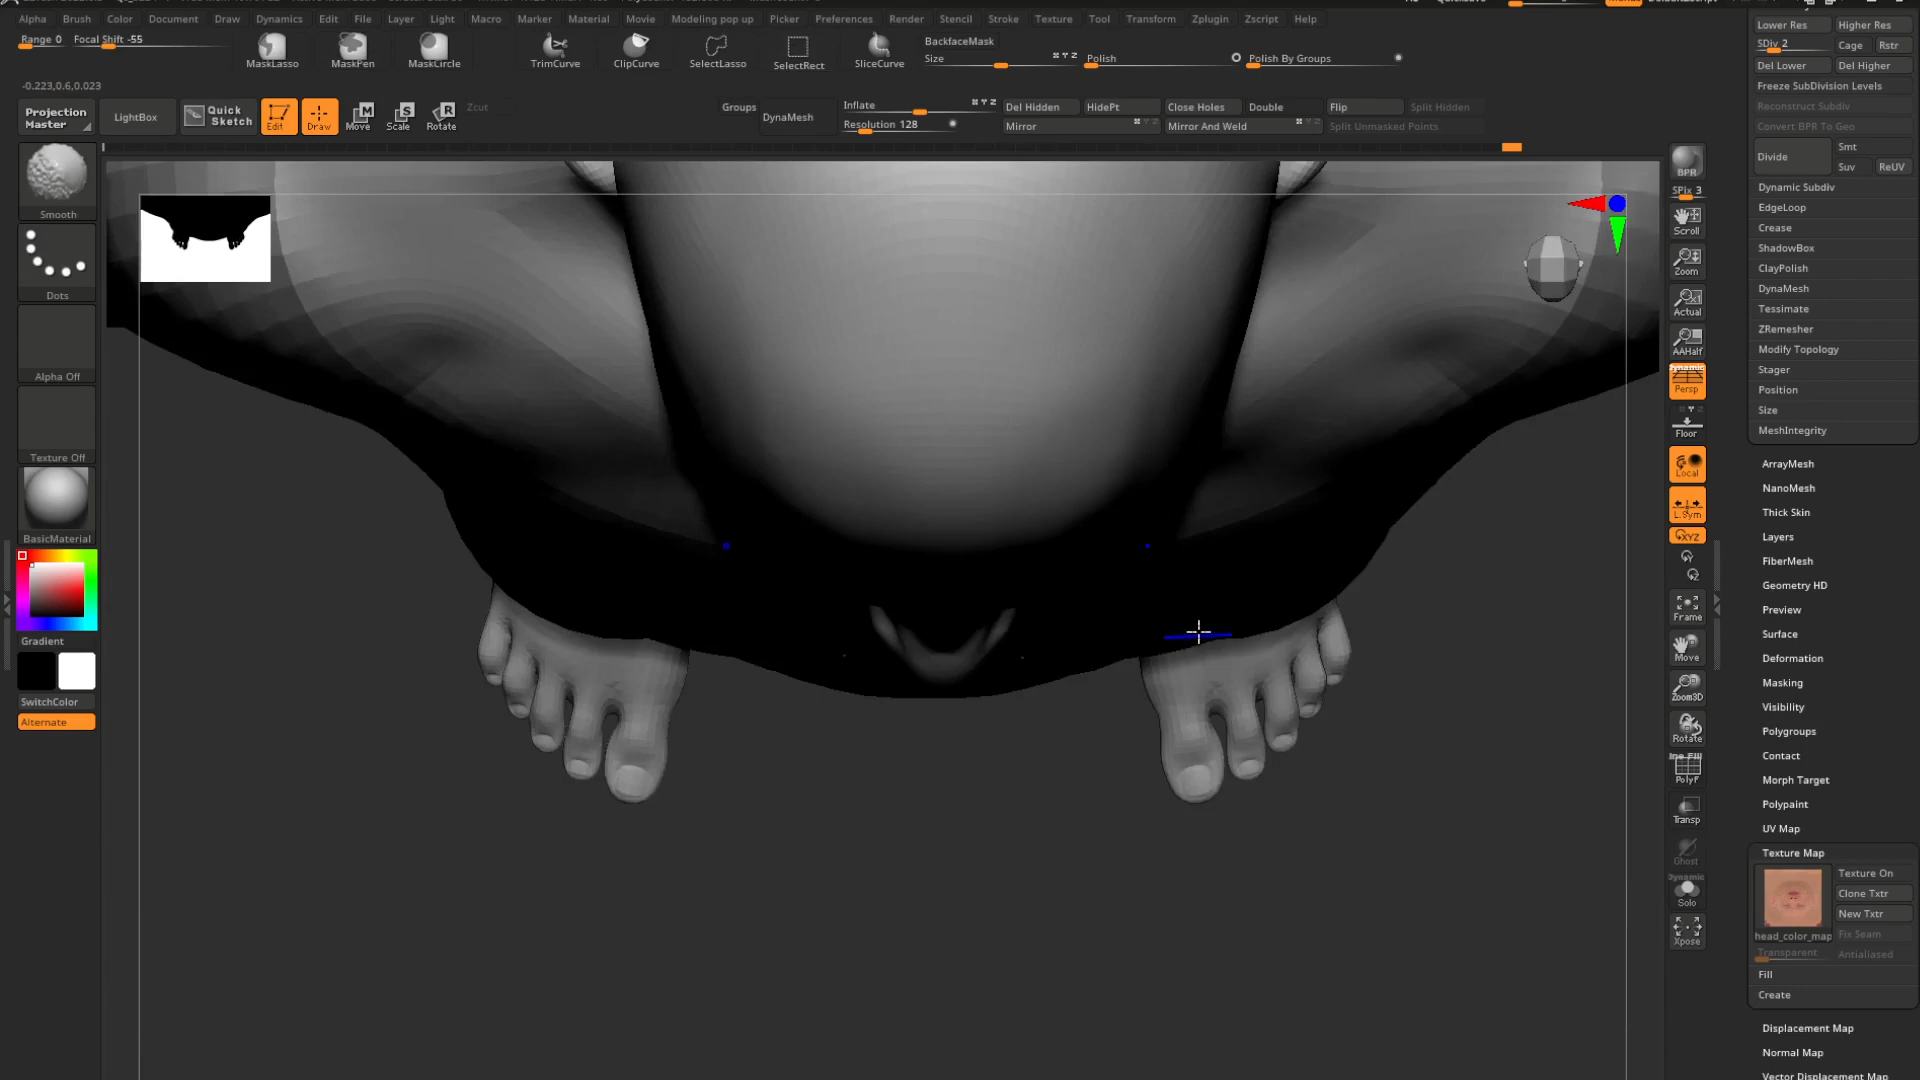 Alpha Brush Color Document Draw Dynamics Edit File Layer Light Macro Marker Material Movie Modeling pop up Picker Preferences Render Stencil Stroke Texture Tool Transform Zplugin Zscript Help
Range 0 Focal Shift -55
MaskLasso MaskPen MaskCircle TrimCurve ClipCurve SelectLasso SelectRect SliceCurve
BackfaceMask
Size Polish Polish By Groups
-0.223,0.6,0.023
Projection Master
LightBox
Quick Sketch
Edit Draw Move Scale Rotate
Zcut
Groups DynaMesh
Inflate
Resolution 128
Del Hidden HidePt Close Holes Double Flip Split Hidden
Mirror Mirror And Weld Split Unmasked Points
Smooth
Dots
Alpha Off
Texture Off
BasicMaterial
Gradient
SwitchColor
Alternate
BPR
SPix 3
Scroll
Zoom
Actual
AAHalf
Dynamic
Persp
Floor
Local
L.Sym
XYZ
Frame
Move
Zoom3D
Rotate
Line Fill
PolyF
Transp
Ghost
Dynamic
Solo
Xpose
Lower Res Higher Res
SDiv 2 Cage Rstr
Del Lower Del Higher
Freeze SubDivision Levels
Reconstruct Subdiv
Convert BPR To Geo
Divide Smt
Suv ReUV
Dynamic Subdiv
EdgeLoop
Crease
ShadowBox
ClayPolish
DynaMesh
Tessimate
ZRemesher
Modify Topology
Stager
Position
Size
MeshIntegrity
ArrayMesh
NanoMesh
Thick Skin
Layers
FiberMesh
Geometry HD
Preview
Surface
Deformation
Masking
Visibility
Polygroups
Contact
Morph Target
Polypaint
UV Map
Texture Map
Texture On
Clone Txtr
New Txtr
head_color_map Fix Seam
Transparent Antialiased
Fill
Create
Displacement Map
Normal Map
Vector Displacement Map